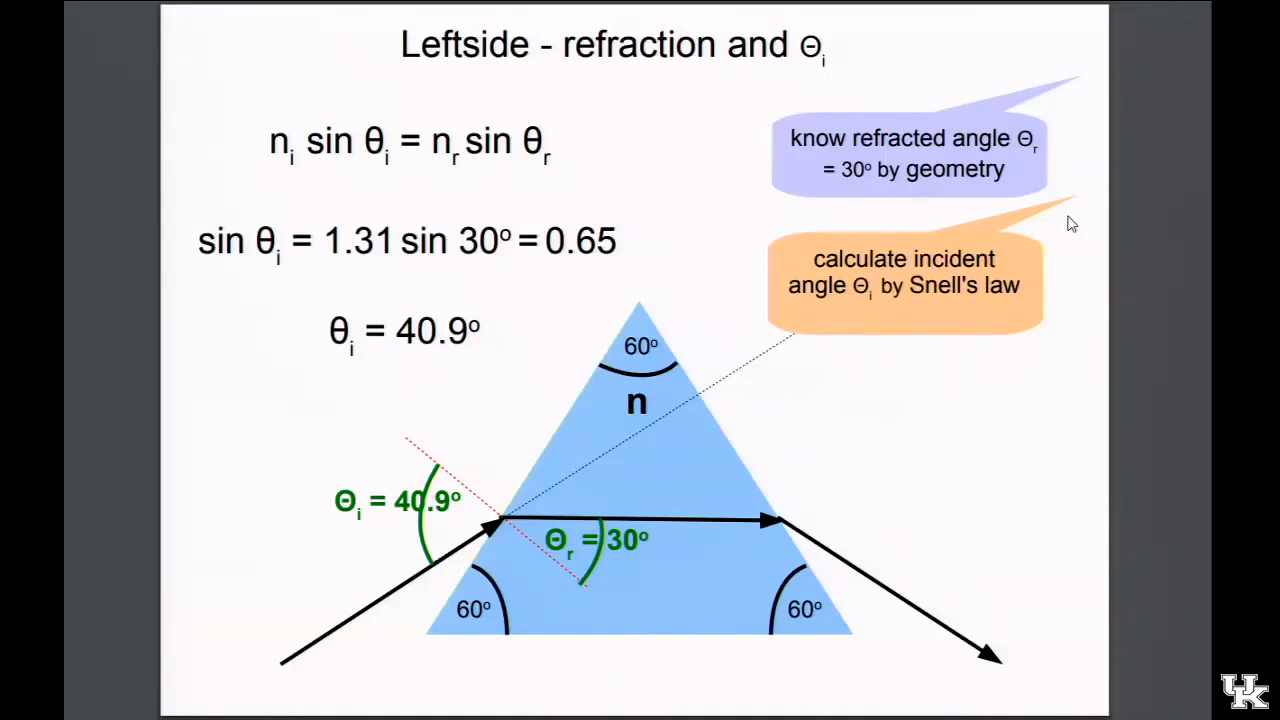 Leftside - refraction and Θi
ni sin θi = nr sin θr
know refracted angle Θr
= 30º by geometry
sin θi = 1.31 sin 30º = 0.65
calculate incident
angle Θi by Snell's law
θi = 40.9º
60º
n
Θi = 40.9º
Θr = 30º
60º
60º
UK